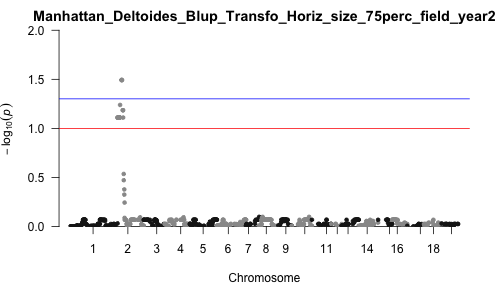 Manhattan_Deltoides_Blup_Transfo_Horiz_size_75perc_field_year2
2.0
1.5
1.0
0.5
0.0
− log10(p)
1 2 3 4 5 6 7 8 9 11 14 16 18
Chromosome